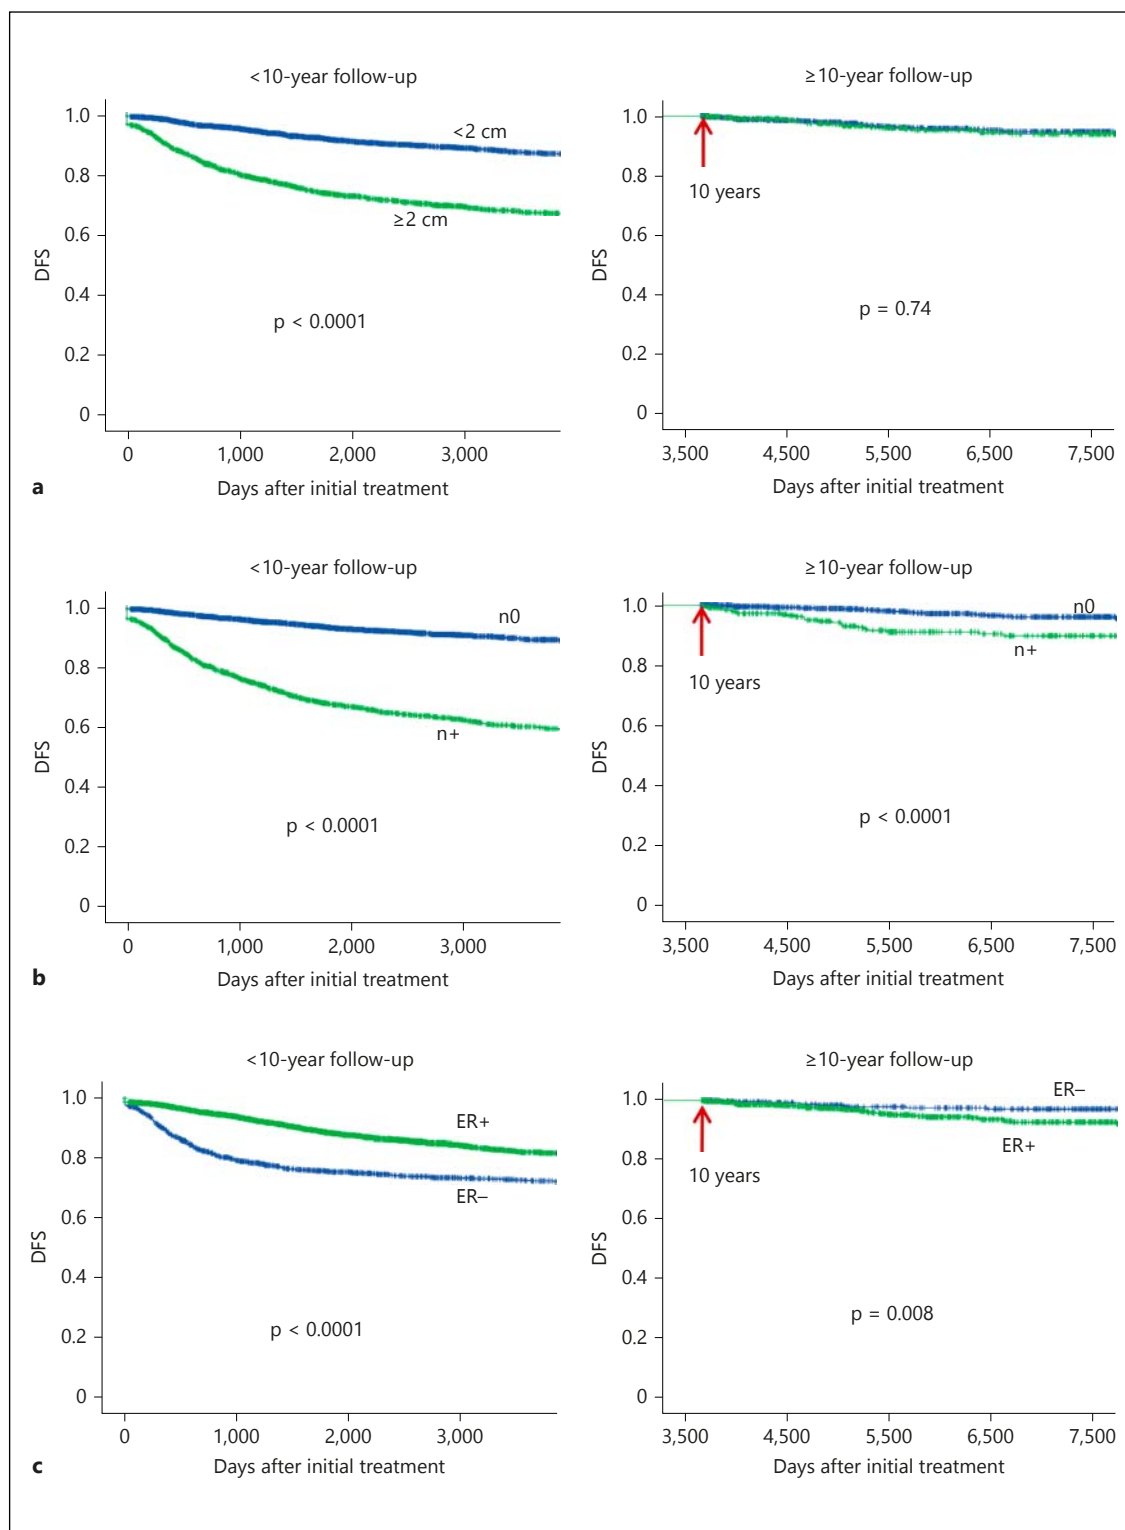 <10-year follow-up
1.0
0.8
0.6
0.4
0.2
0
DFS
<2 cm
≥2 cm
p < 0.0001
0 1,000 2,000 3,000
Days after initial treatment
≥10-year follow-up
1.0
0.8
0.6
0.4
0.2
0
DFS
10 years
p = 0.74
3,500 4,500 5,500 6,500 7,500
Days after initial treatment
a
<10-year follow-up
1.0
0.8
0.6
0.4
0.2
0
DFS
n0
n+
p < 0.0001
0 1,000 2,000 3,000
Days after initial treatment
≥10-year follow-up
1.0
0.8
0.6
0.4
0.2
0
DFS
n0
n+
10 years
p < 0.0001
3,500 4,500 5,500 6,500 7,500
Days after initial treatment
b
<10-year follow-up
1.0
0.8
0.6
0.4
0.2
0
DFS
ER+
ER–
p < 0.0001
0 1,000 2,000 3,000
Days after initial treatment
≥10-year follow-up
1.0
0.8
0.6
0.4
0.2
0
DFS
ER–
ER+
10 years
p = 0.008
3,500 4,500 5,500 6,500 7,500
Days after initial treatment
c